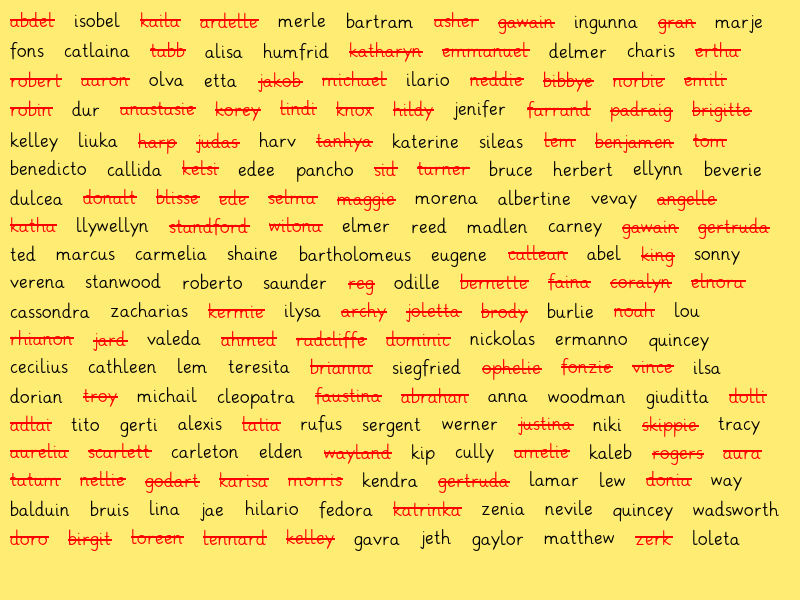 abdel isobel kaila ardelle merle bartram asher gawain ingunna gran marje
fons catlaina tabb alisa humfrid katharyn emmanuel delmer charis ertha
robert aaron olva etta jakob michael ilario neddie bibbye norbie emili
robin dur anastasie korey lindi knox hildy jenifer farrand padraig brigitte
kelley liuka harp judas harv tanhya katerine sileas lem benjamen tom
benedicto callida kelsi edee pancho sid turner bruce herbert ellynn beverie
dulcea donalt blisse ede selma maggie morena albertine vevay angelle
katha llywellyn standford wilona elmer reed madlen carney gawain gertruda
ted marcus carmelia shaine bartholomeus eugene callean abel king sonny
verena stanwood roberto saunder reg odille bernette faina coralyn elnora
cassondra zacharias kermie ilysa archy joletta brody burlie noah lou
rhianon jard valeda ahmed radcliffe dominic nickolas ermanno quincey
cecilius cathleen lem teresita brianna siegfried ophelie fonzie vince ilsa
dorian troy michail cleopatra faustina abrahan anna woodman giuditta dolli
adlai tito gerti alexis talia rufus sergent werner justina niki skippie tracy
aurelia scarlett carleton elden wayland kip cully amelie kaleb rogers aura
tatum nellie godart karisa morris kendra gertruda lamar lew donia way
balduin bruis lina jae hilario fedora katrinka zenia nevile quincey wadsworth
doro birgit loreen lennard kelley gavra jeth gaylor matthew zerk loleta